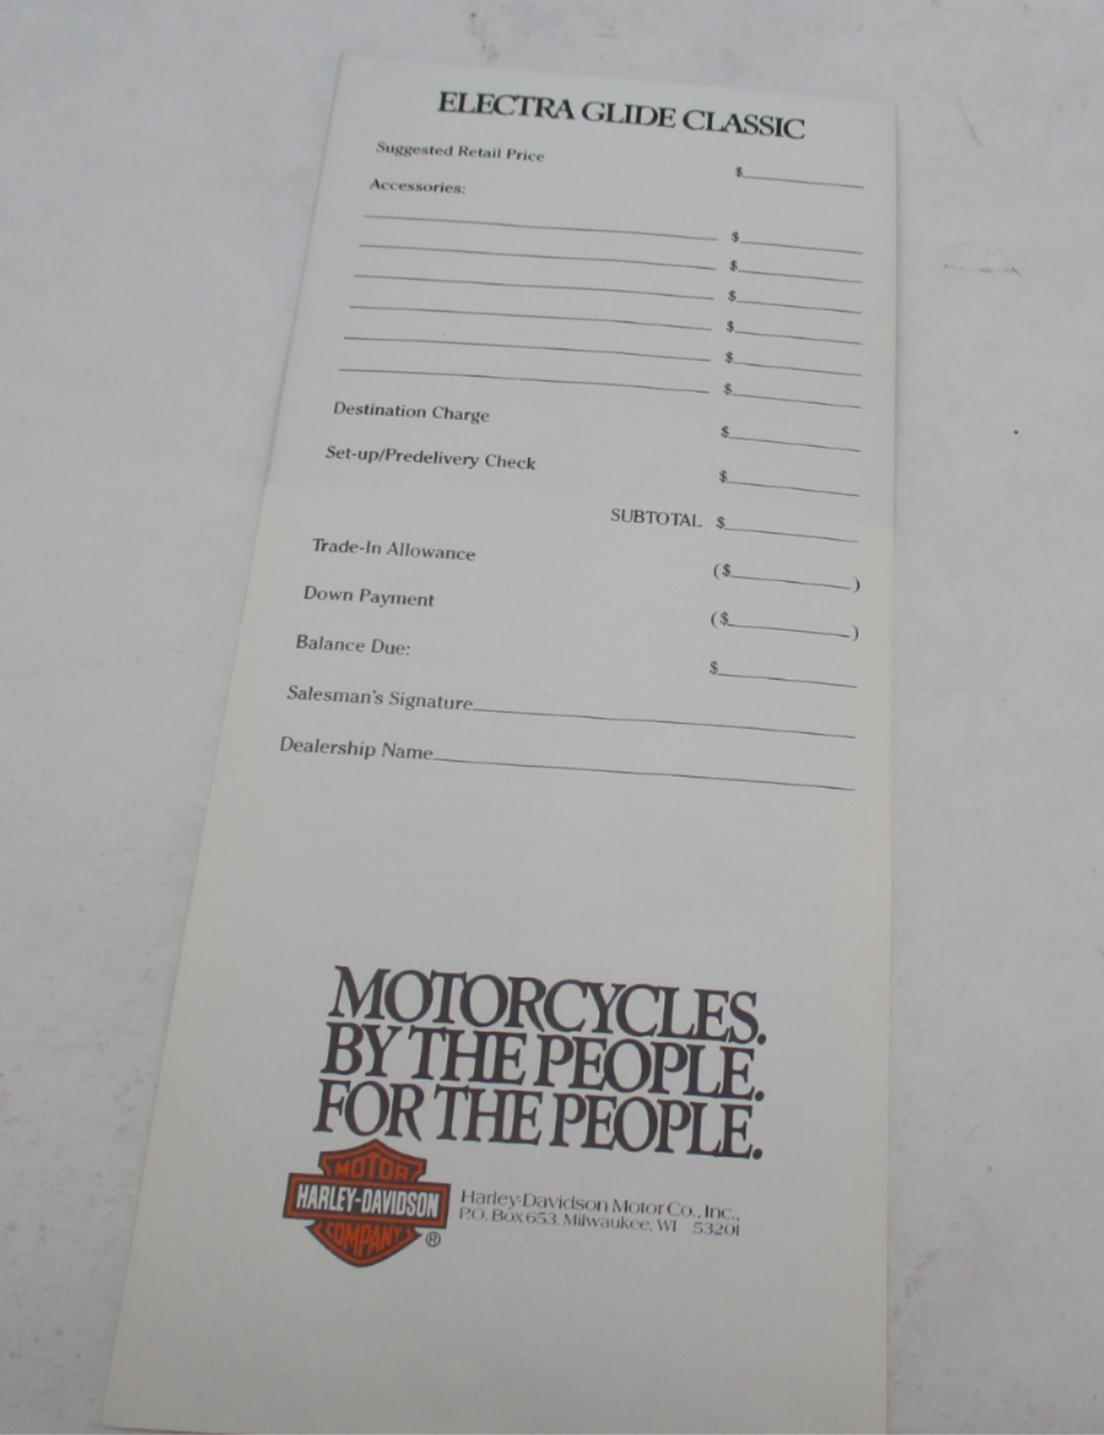 ELECTRA GLIDE CLASSIC
Suggested Retail Price $
Accessories:
$
$
$
$
$
$
Destination Charge $
Set-up/Predelivery Check $
SUBTOTAL $
Trade-In Allowance ($ )
Down Payment ($ )
Balance Due: $
Salesman's Signature
Dealership Name
MOTORCYCLES.
BY THE PEOPLE.
FOR THE PEOPLE.
MOTOR
HARLEY-DAVIDSON
COMPANY
®
Harley-Davidson Motor Co., Inc.,
P.O. Box 653, Milwaukee, WI 53201